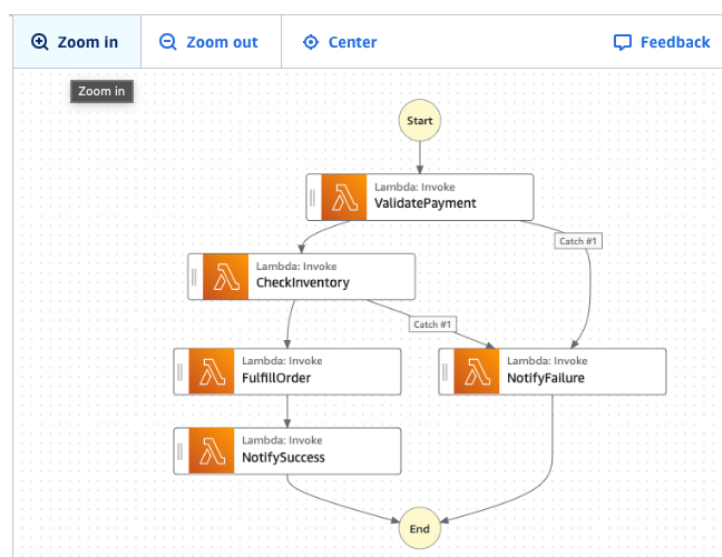 Zoom in
Zoom out
Center
Feedback
Zoom in
Start
Lambda: Invoke
ValidatePayment
Catch #1
Lambda: Invoke
CheckInventory
Catch #1
Lambda: Invoke
FulfillOrder
Lambda: Invoke
NotifyFailure
Lambda: Invoke
NotifySuccess
End